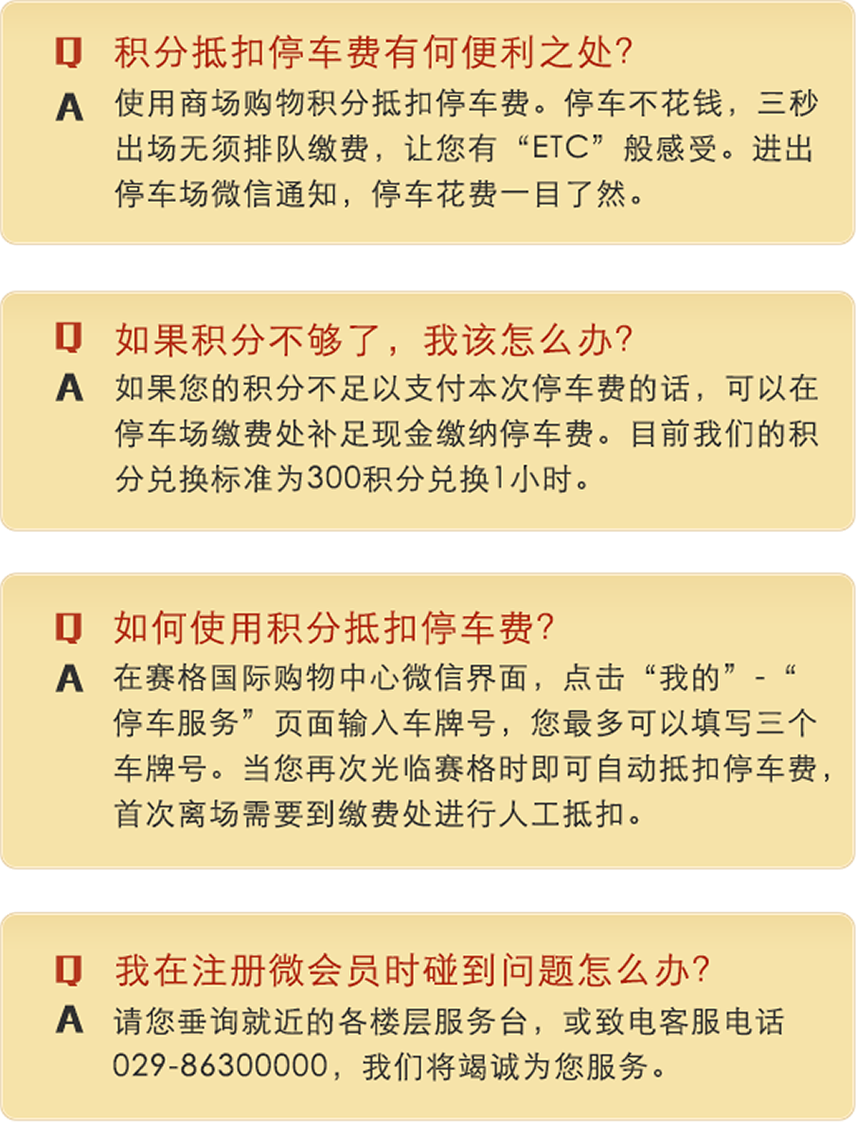 Q 积分抵扣停车费有何便利之处？
A 使用商场购物积分抵扣停车费。停车不花钱，三秒
出场无须排队缴费，让您有“ETC”般感受。进出
停车场微信通知，停车花费一目了然。
Q 如果积分不够了，我该怎么办？
A 如果您的积分不足以支付本次停车费的话，可以在
停车场缴费处补足现金缴纳停车费。目前我们的积
分兑换标准为300积分兑换1小时。
Q 如何使用积分抵扣停车费？
A 在赛格国际购物中心微信界面，点击“我的”-“
停车服务”页面输入车牌号，您最多可以填写三个
车牌号。当您再次光临赛格时即可自动抵扣停车费，
首次离场需要到缴费处进行人工抵扣。
Q 我在注册微会员时碰到问题怎么办？
A 请您垂询就近的各楼层服务台，或致电客服电话
029-86300000，我们将竭诚为您服务。